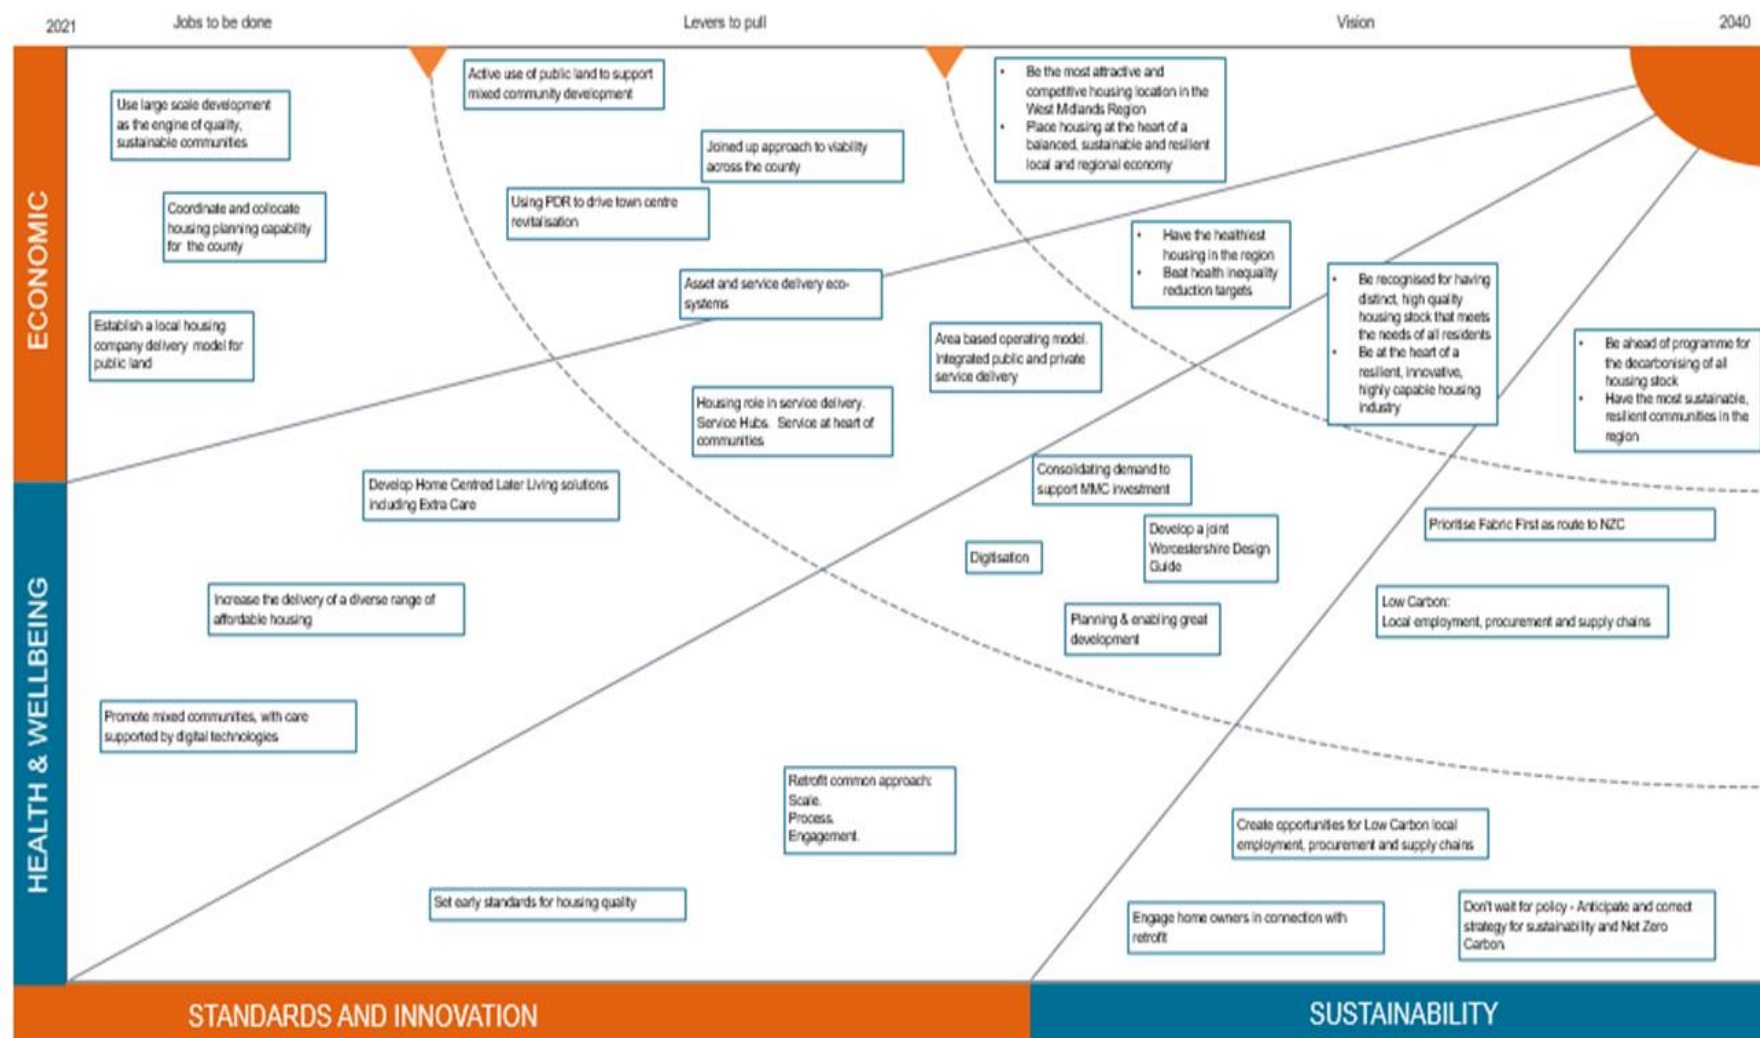 2021
Jobs to be done
Levers to pull
Vision
2040
ECONOMIC
HEALTH & WELLBEING
STANDARDS AND INNOVATION
SUSTAINABILITY
Use large scale development
as the engine of quality,
sustainable communities
Coordinate and collocate
housing planning capability
for the county
Establish a local housing
company delivery model for
public land
Active use of public land to support
mixed community development
Joined up approach to viability
across the county
Using PDR to drive town centre
revitalisation
Asset and service delivery eco-
systems
• Be the most attractive and
competitive housing location in the
West Midlands Region
• Place housing at the heart of a
balanced, sustainable and resilient
local and regional economy
• Have the healthiest
housing in the region
• Beat health inequality
reduction targets
• Be recognised for having
distinct, high quality
housing stock that meets
the needs of all residents
• Be at the heart of a
resilient, innovative,
highly capable housing
industry
• Be ahead of programme for
the decarbonising of all
housing stock
• Have the most sustainable,
resilient communities in the
region
Area based operating model.
Integrated public and private
service delivery
Housing role in service delivery.
Service Hubs. Service at heart of
communities
Develop Home Centred Later Living solutions
including Extra Care
Increase the delivery of a diverse range of
affordable housing
Promote mixed communities, with care
supported by digital technologies
Consolidating demand to
support MMC investment
Digitisation
Develop a joint
Worcestershire Design
Guide
Planning & enabling great
development
Retrofit common approach:
Scale.
Process.
Engagement.
Set early standards for housing quality
Prioritise Fabric First as route to NZC
Low Carbon:
Local employment, procurement and supply chains
Create opportunities for Low Carbon local
employment, procurement and supply chains
Engage home owners in connection with
retrofit
Don't wait for policy - Anticipate and correct
strategy for sustainability and Net Zero
Carbon.